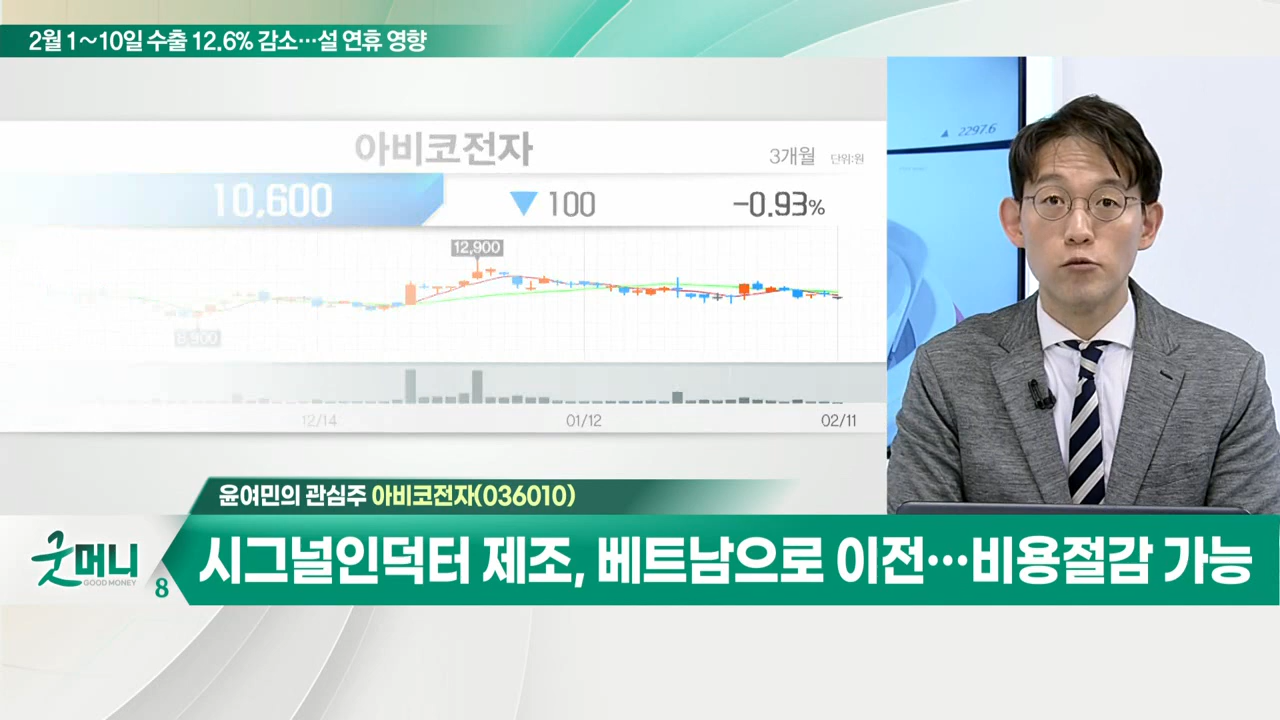 2월 1~10일 수출 12.6% 감소…설 연휴 영향
▲ 2297.6
아비코전자
3개월 단위:원
10,600 ▼ 100 -0.93%
12,900
8,900
12/14 01/12 02/11
윤여민의 관심주 아비코전자(036010)
굿머니
GOOD MONEY
8
시그널인덕터 제조, 베트남으로 이전…비용절감 가능